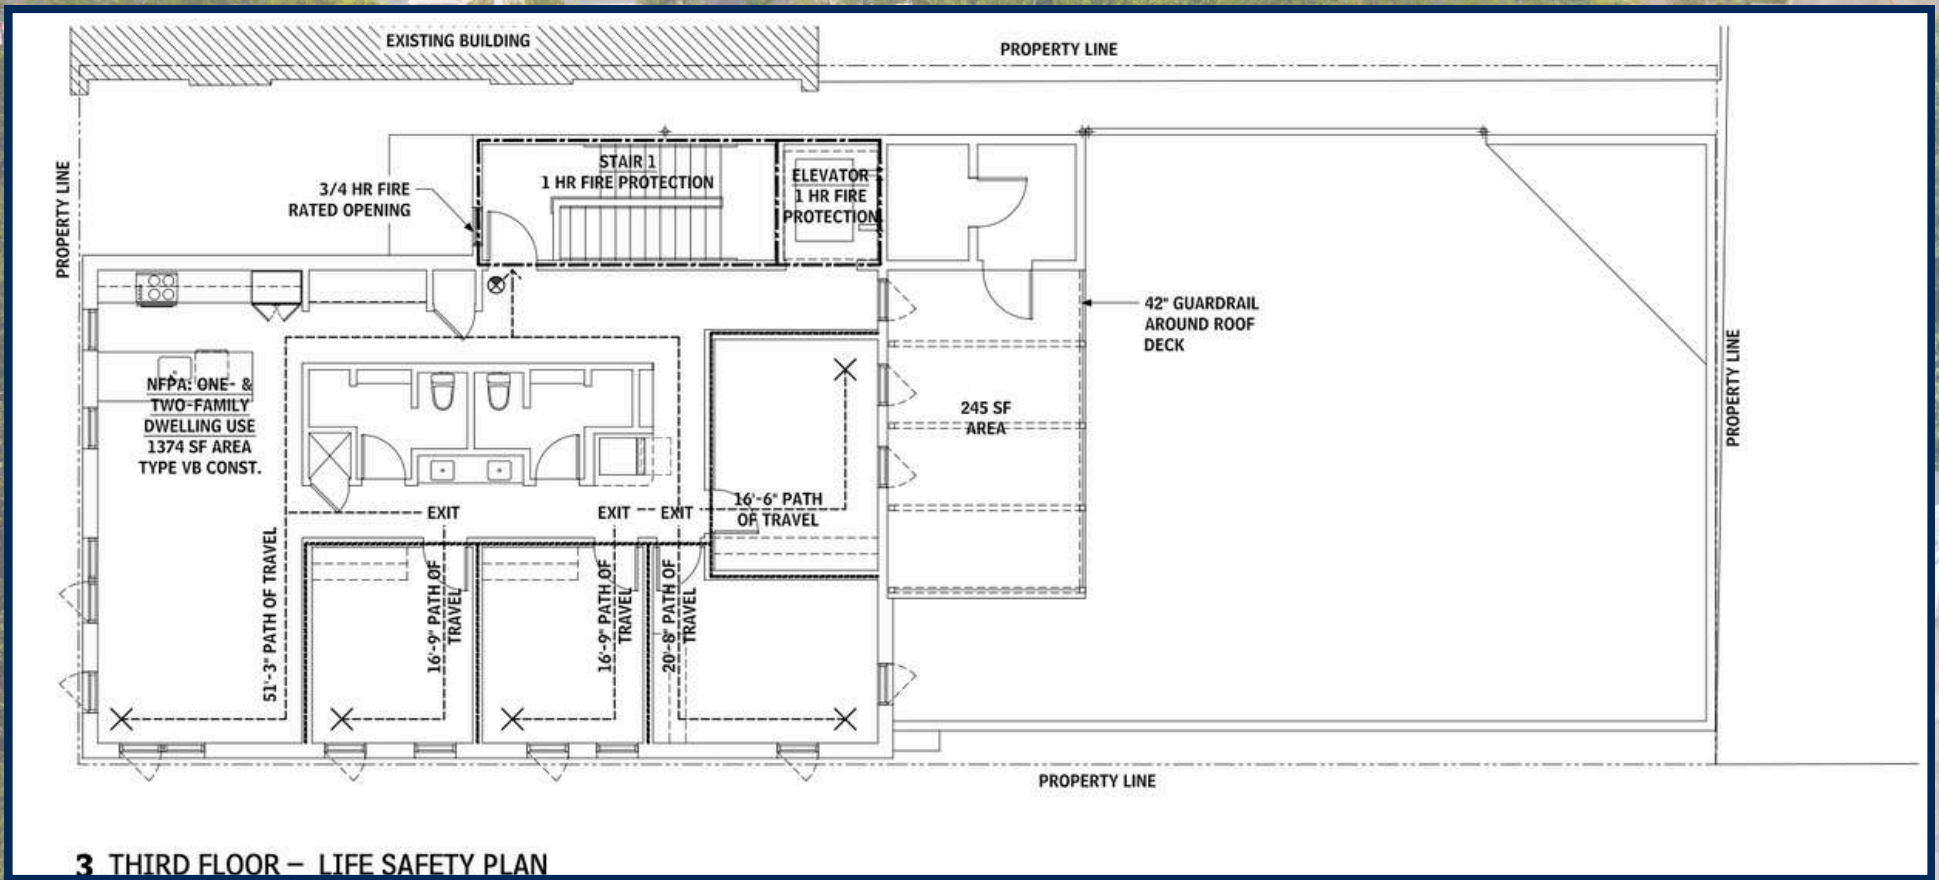 EXISTING BUILDING
PROPERTY LINE
PROPERTY LINE
STAIR 1
1 HR FIRE PROTECTION
ELEVATOR
1 HR FIRE
PROTECTION
3/4 HR FIRE
RATED OPENING
42" GUARDRAIL
AROUND ROOF
DECK
PROPERTY LINE
NFPA: ONE- &
TWO-FAMILY
DWELLING USE
1374 SF AREA
TYPE VB CONST.
245 SF
AREA
EXIT
EXIT
EXIT
16'-6" PATH
OF TRAVEL
51'-3" PATH OF TRAVEL
16'-9" PATH OF
TRAVEL
16'-9" PATH OF
TRAVEL
20'-8" PATH OF
TRAVEL
PROPERTY LINE
3 THIRD FLOOR – LIFE SAFETY PLAN